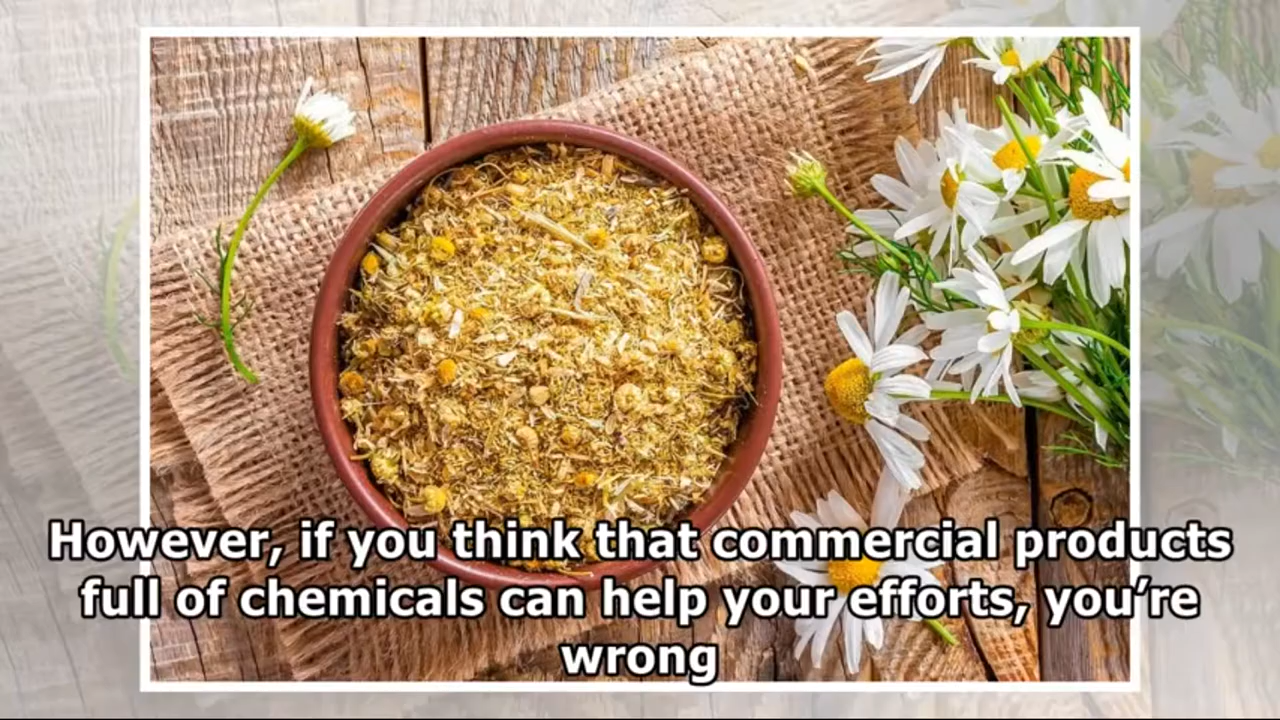 However, if you think that commercial products
full of chemicals can help your efforts, you’re
wrong